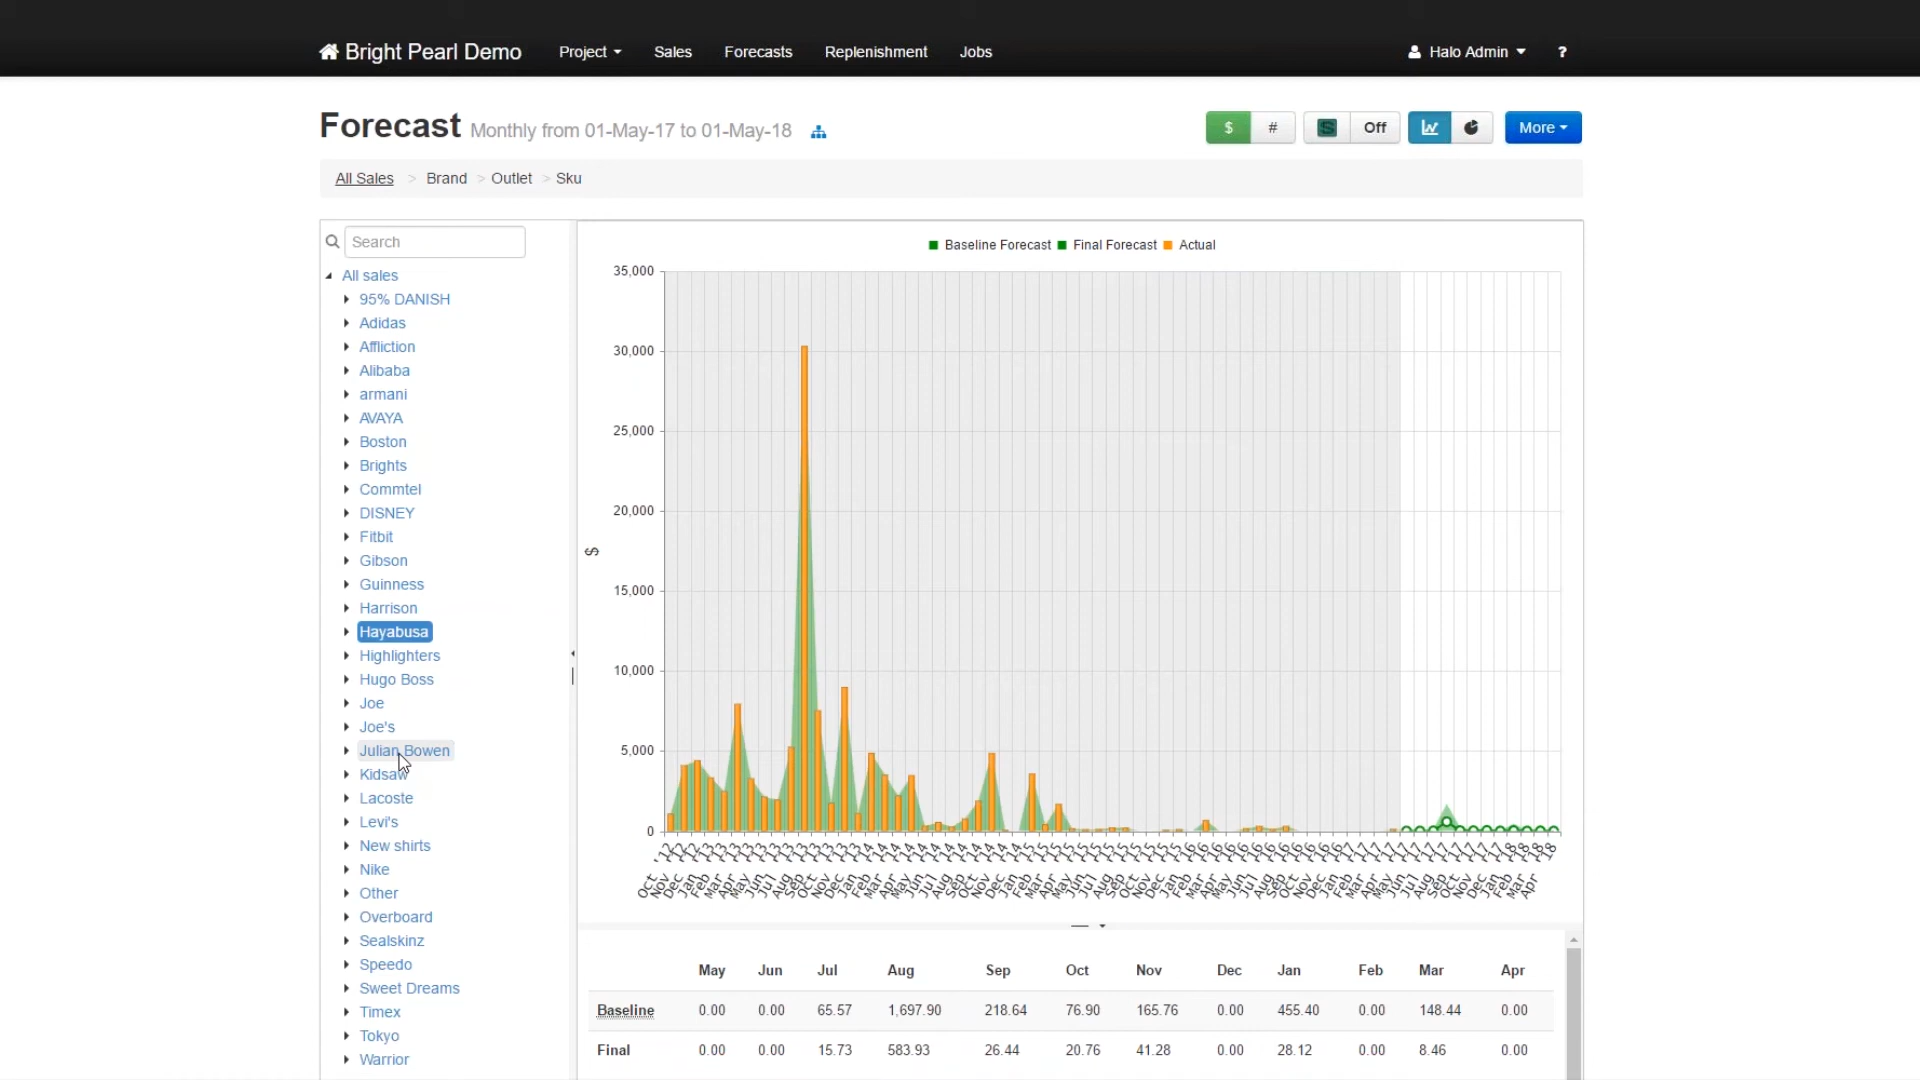 Bright Pearl Demo Project Sales Forecasts Replenishment Jobs Halo Admin ?
Forecast Monthly from 01-May-17 to 01-May-18 $ # S Off More
All Sales > Brand > Outlet > Sku
Search
All sales
95% DANISH
Adidas
Affliction
Alibaba
armani
AVAYA
Boston
Brights
Commtel
DISNEY
Fitbit
Gibson
Guinness
Harrison
Hayabusa
Highlighters
Hugo Boss
Joe
Joe's
Julian Bowen
Kidsaw
Lacoste
Levi's
New shirts
Nike
Other
Overboard
Sealskinz
Speedo
Sweet Dreams
Timex
Tokyo
Warrior
Baseline Forecast Final Forecast Actual
35,000
30,000
25,000
20,000
15,000
10,000
5,000
0
$
May Jun Jul Aug Sep Oct Nov Dec Jan Feb Mar Apr
Baseline 0.00 0.00 65.57 1,697.90 218.64 76.90 165.76 0.00 455.40 0.00 148.44 0.00
Final 0.00 0.00 15.73 583.93 26.44 20.76 41.28 0.00 28.12 0.00 8.46 0.00